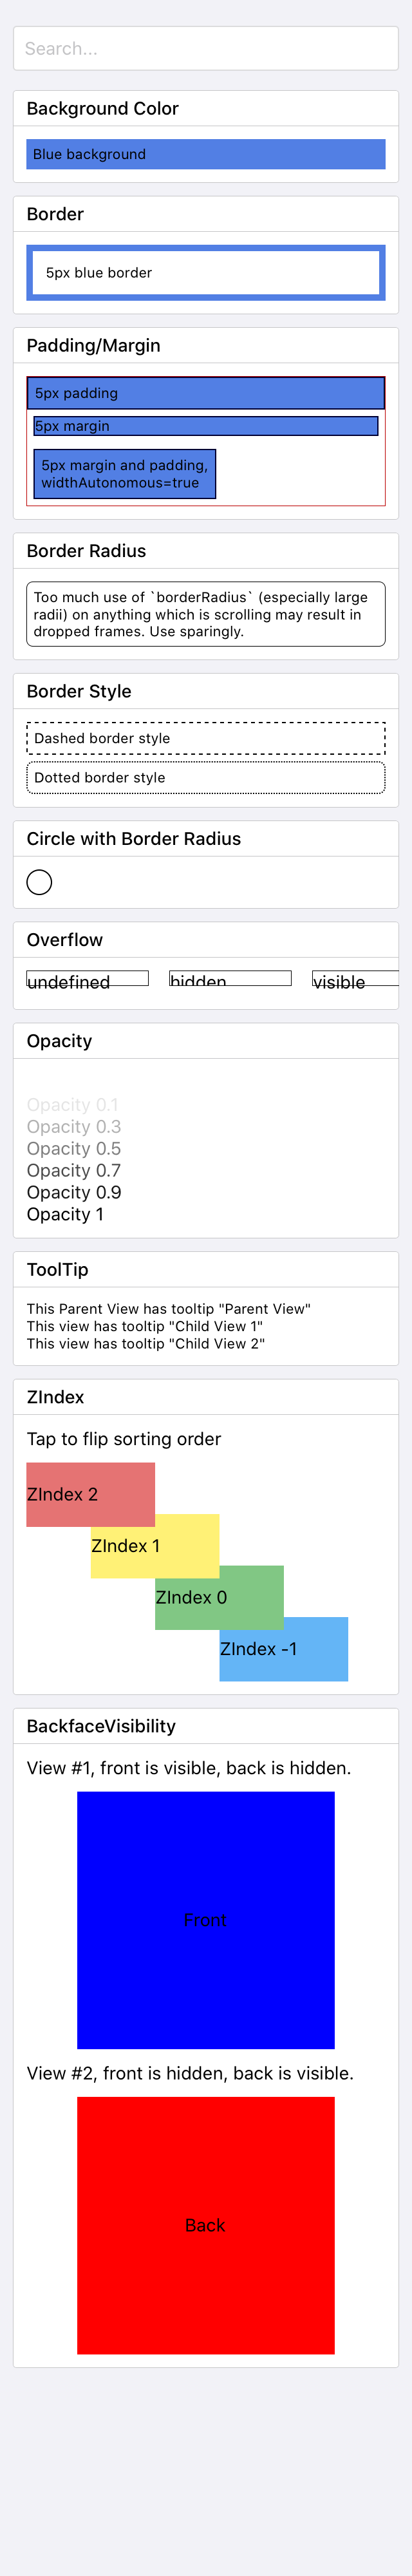 Search...
Background Color
Blue background
Border
5px blue border
Padding/Margin
5px padding
5px margin
5px margin and padding,
widthAutonomous=true
Border Radius
Too much use of `borderRadius` (especially large
radii) on anything which is scrolling may result in
dropped frames. Use sparingly.
Border Style
Dashed border style
Dotted border style
Circle with Border Radius
Overflow
undefined hidden visible
Opacity
Opacity 0.1
Opacity 0.3
Opacity 0.5
Opacity 0.7
Opacity 0.9
Opacity 1
ToolTip
This Parent View has tooltip "Parent View"
This view has tooltip "Child View 1"
This view has tooltip "Child View 2"
ZIndex
Tap to flip sorting order
ZIndex 2
ZIndex 1
ZIndex 0
ZIndex -1
BackfaceVisibility
View #1, front is visible, back is hidden.
Front
View #2, front is hidden, back is visible.
Back